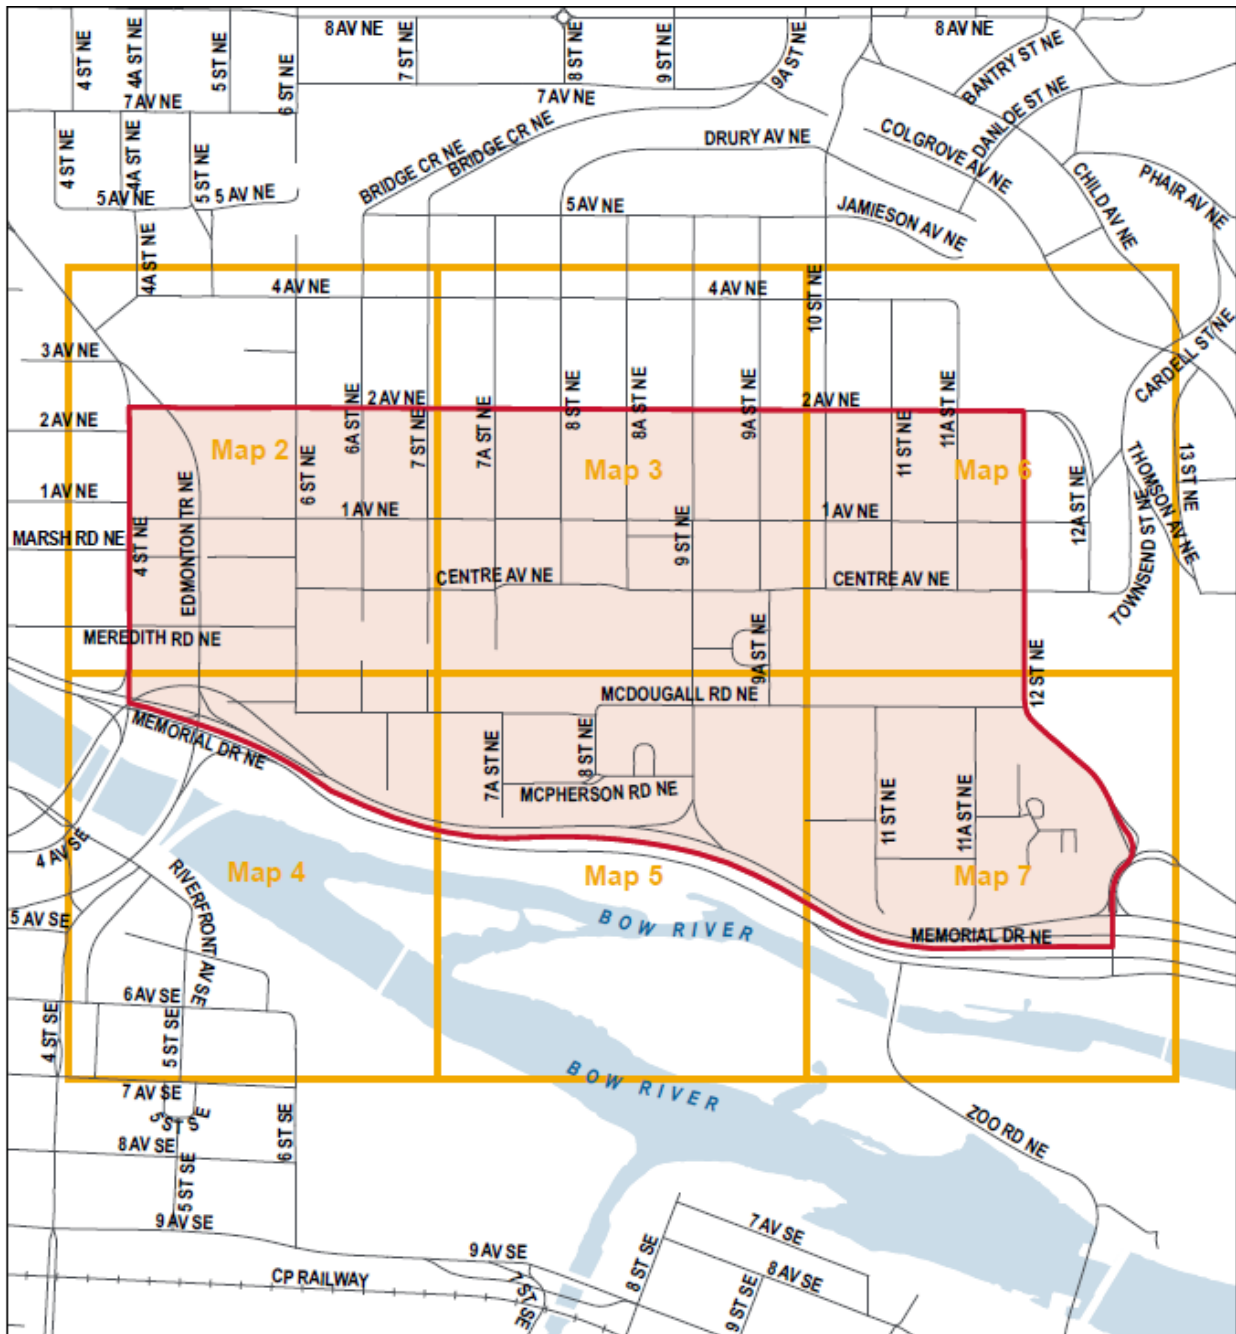 8 AV NE
8 AV NE
4 ST NE
4A ST NE
5 ST NE
6 ST NE
7 ST NE
8 ST NE
9 ST NE
9A ST NE
BANTRY ST NE
7 AV NE
7 AV NE
DANLOE ST NE
COLGROVE AV NE
DRURY AV NE
BRIDGE CR NE
BRIDGE CR NE
4 ST NE
4A ST NE
5 ST NE
CHILD AV NE
PHAIR AV NE
5 AV NE
5 AV NE
5 AV NE
JAMIESON AV NE
4A ST NE
4 AV NE
4 AV NE
10 ST NE
CARDELL ST NE
3 AV NE
2 AV NE
2 AV NE
2 AV NE
6A ST NE
7 ST NE
7A ST NE
8 ST NE
8A ST NE
9A ST NE
11 ST NE
11A ST NE
Map 2
Map 3
Map 6
6 ST NE
THOMSON AV NE
13 ST NE
1 AV NE
1 AV NE
1 AV NE
12A ST NE
TOWNSEND ST NE
MARSH RD NE
4 ST NE
EDMONTON TR NE
9 ST NE
CENTRE AV NE
CENTRE AV NE
MEREDITH RD NE
9A ST NE
12 ST NE
MCDOUGALL RD NE
MEMORIAL DR NE
7A ST NE
8 ST NE
MCPHERSON RD NE
11 ST NE
11A ST NE
4 AV SE
Map 4
Map 5
Map 7
RIVERFRONT AV SE
5 AV SE
BOW RIVER
MEMORIAL DR NE
6 AV SE
4 ST SE
5 ST SE
BOW RIVER
7 AV SE
5 ST SE
6 ST SE
ZOO RD NE
8 AV SE
5 ST SE
9 AV SE
9 AV SE
7 AV SE
8 ST SE
8 AV SE
CP RAILWAY
7 ST SE
9 ST SE